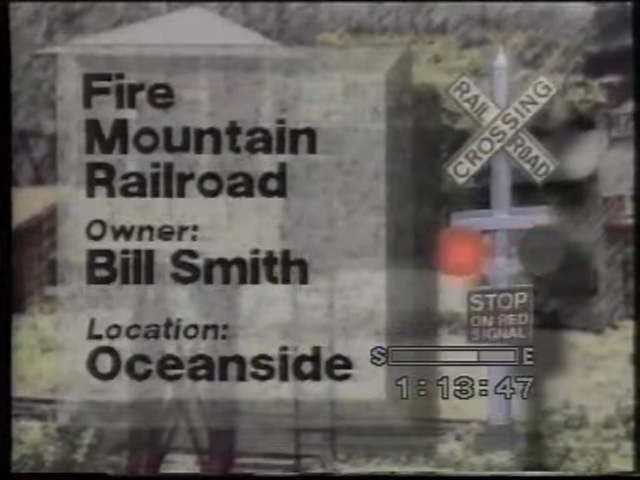 Fire
Mountain
Railroad
Owner:
Bill Smith
Location:
Oceanside
RAIL ROAD
CROSSING
STOP
ON RED
SIGNAL
S E
1:13:47